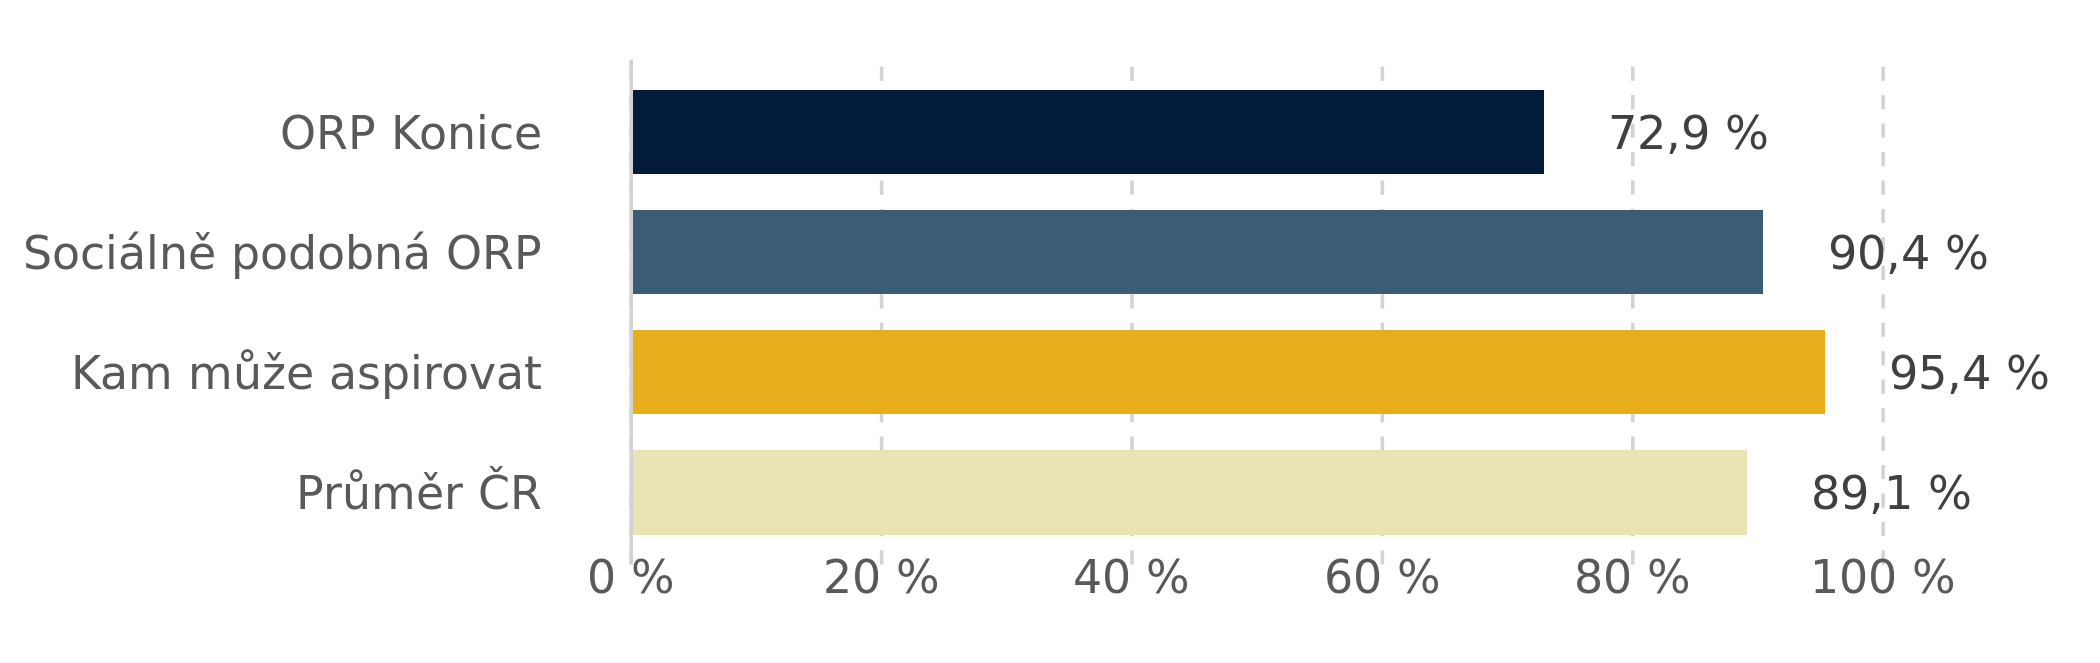 ORP Konice 72,9 %
Sociálně podobná ORP 90,4 %
Kam může aspirovat 95,4 %
Průměr ČR 89,1 %
0 % 20 % 40 % 60 % 80 % 100 %